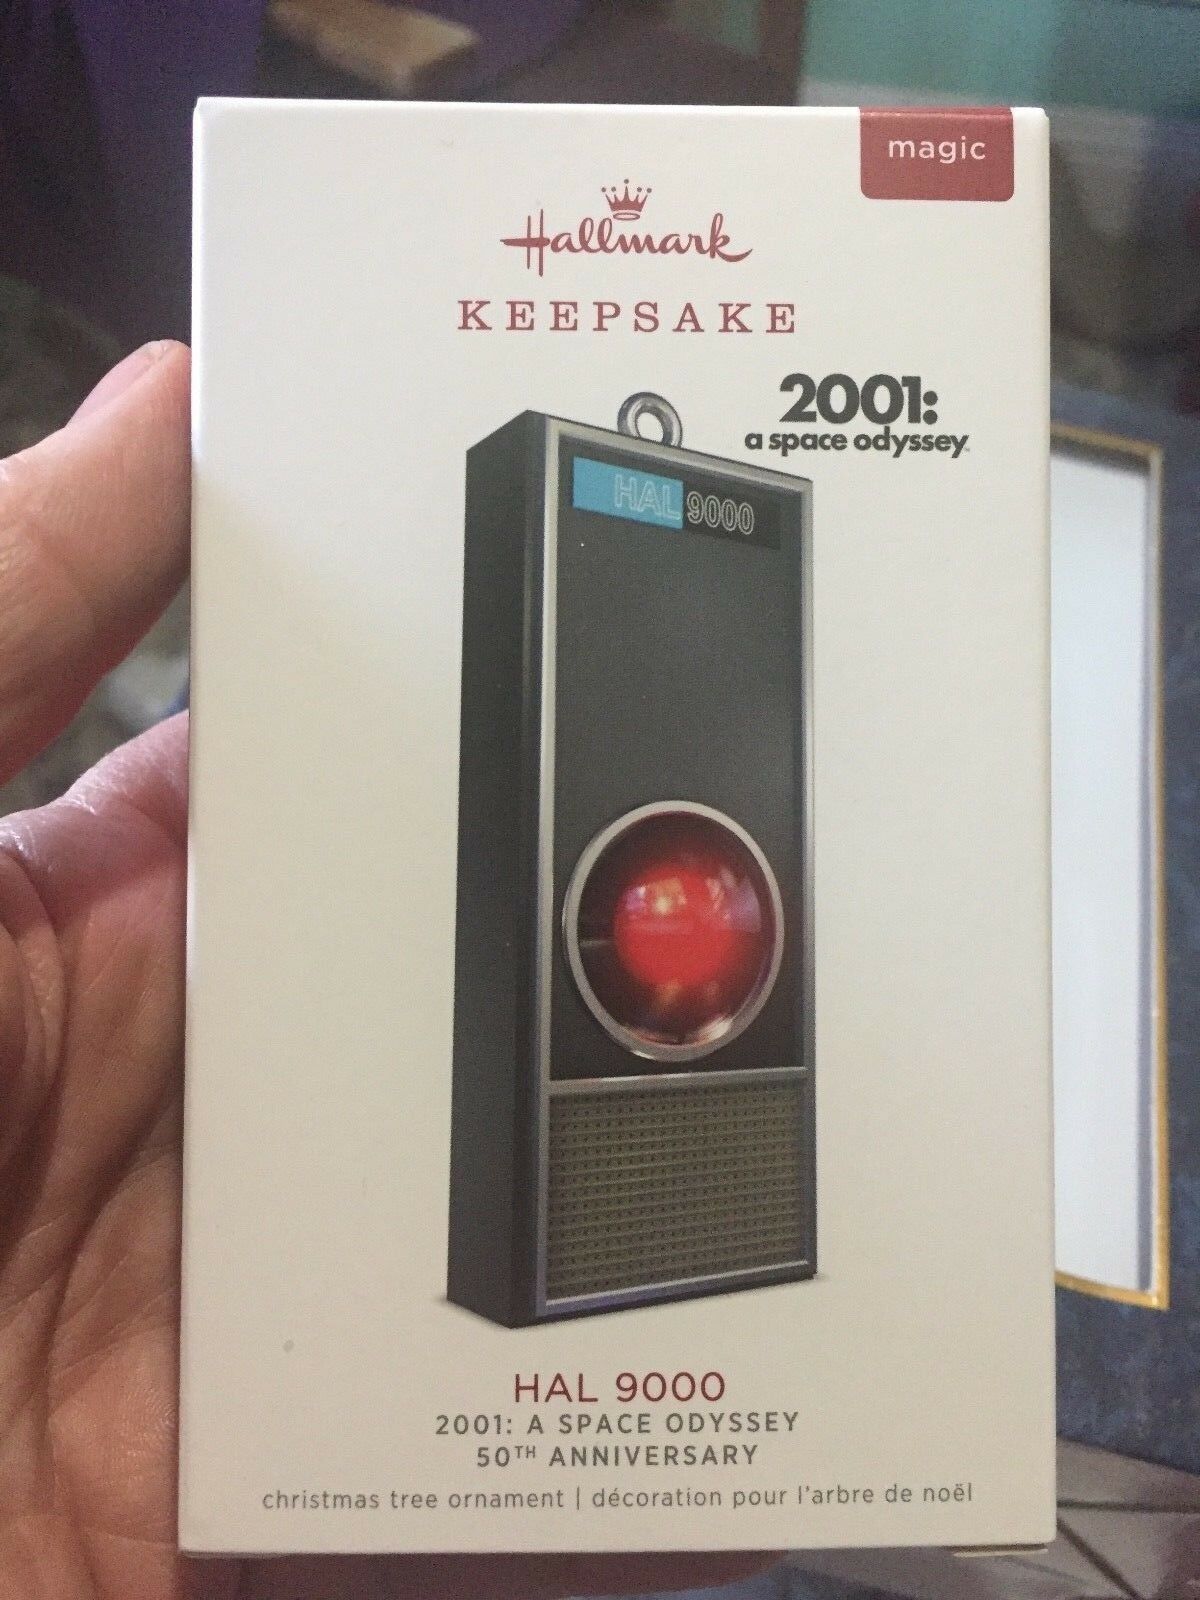 magic
Hallmark
KEEPSAKE
2001:
a space odyssey
HAL 9000
HAL 9000
2001: A SPACE ODYSSEY
50TH ANNIVERSARY
christmas tree ornament | décoration pour l'arbre de noël